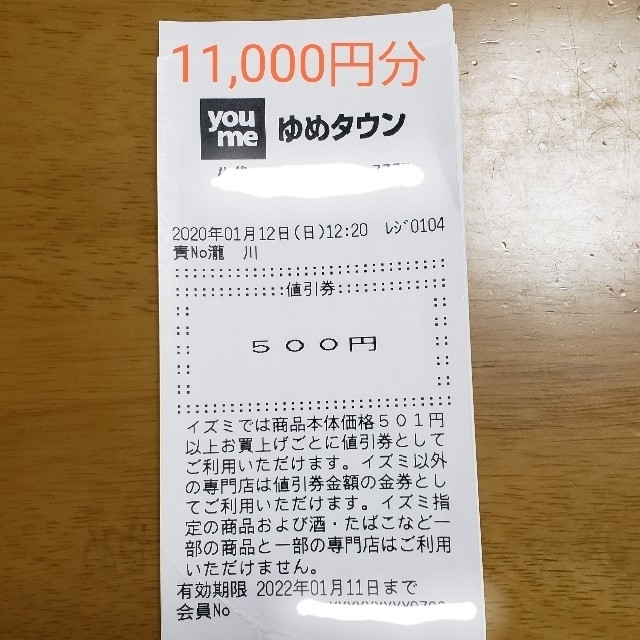 11,000円分
you me ゆめタウン
2020年01月12日(日)12:20 ﾚｼﾞ0104
責No瀧 川
値引券
５００円
イズミでは商品本体価格５０１円
以上お買上げごとに値引券として
ご利用いただけます。イズミ以外
の専門店は値引券金額の金券とし
てご利用いただけます。イズミ指
定の商品および酒・たばこなど一
部の商品と一部の専門店はご利用
いただけません。
有効期限 2022年01月11日まで
会員No